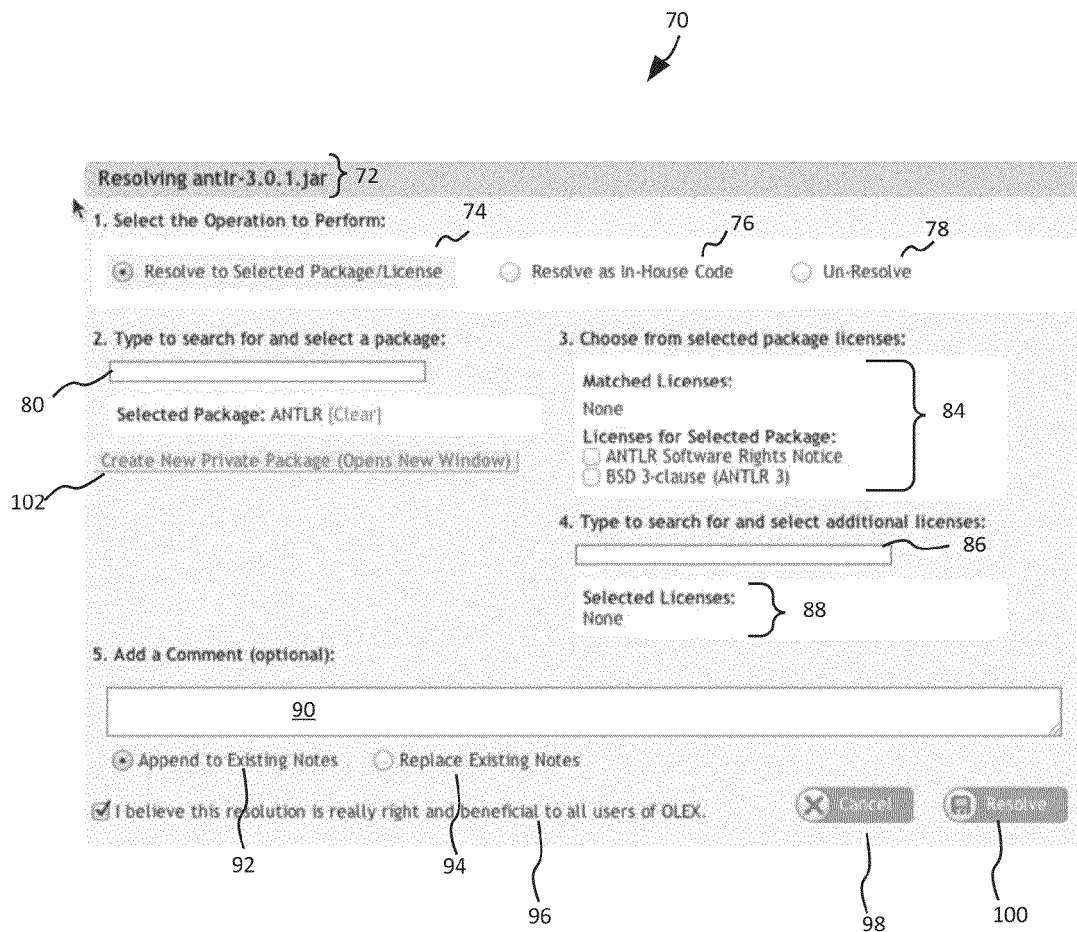 70
Resolving antlr-3.0.1.jar 72
1. Select the Operation to Perform:
74
76
78
Resolve to Selected Package/License
Resolve as In-House Code
Un-Resolve
2. Type to search for and select a package:
80
Selected Package: ANTLR [Clear]
Create New Private Package (Opens New Window)
102
3. Choose from selected package licenses:
Matched Licenses:
None
84
Licenses for Selected Package:
ANTLR Software Rights Notice
BSD 3-clause (ANTLR 3)
4. Type to search for and select additional licenses:
86
Selected Licenses:
None
88
5. Add a Comment (optional):
90
Append to Existing Notes
Replace Existing Notes
I believe this resolution is really right and beneficial to all users of OLEX.
Cancel
Resolve
92
94
96
98
100